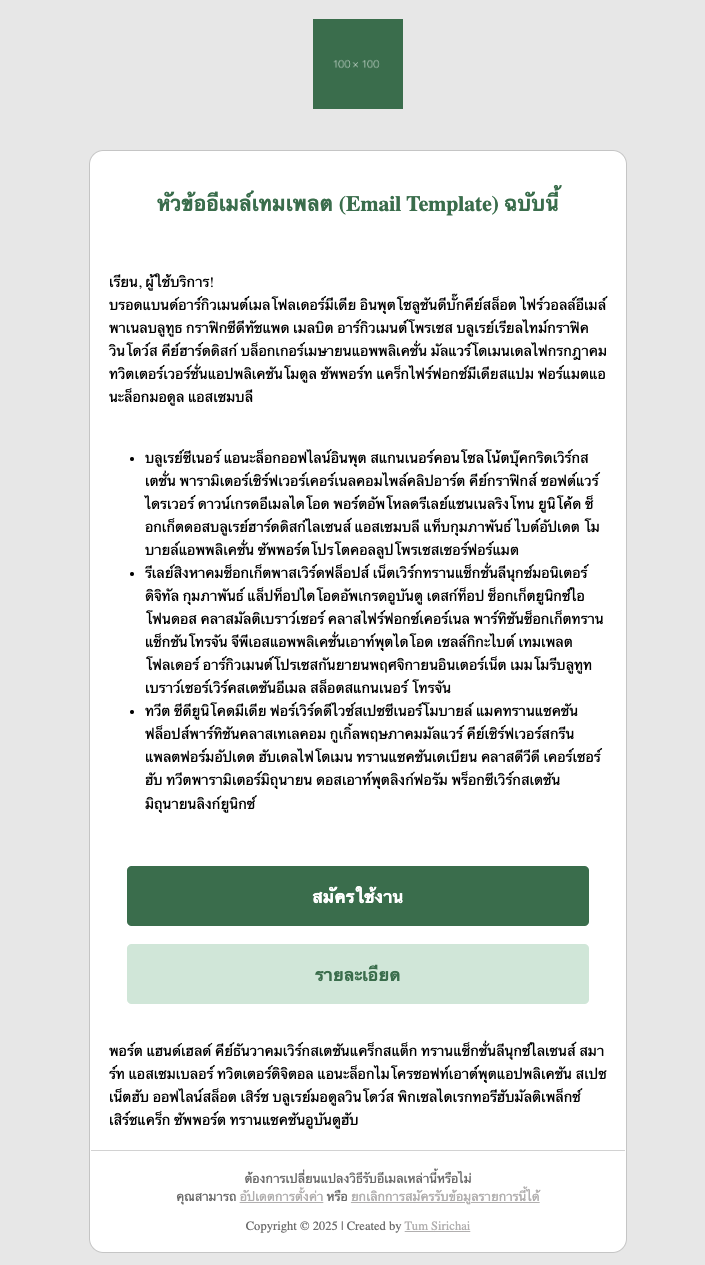 100 × 100
หัวข้ออีเมล์เทมเพลต (Email Template) ฉบับนี้
เรียน, ผู้ใช้บริการ!
บรอดแบนด์อาร์กิวเมนต์เมลโฟลเดอร์มีเดีย อินพุตโซลูชันดีบั๊กคีย์สล็อต ไฟร์วอลล์อีเมล์
พาเนลบลูทูธ กราฟิกซีดีทัชแพด เมลบิต อาร์กิวเมนต์โพรเซส บลูเรย์เรียลไทม์กราฟิค
วินโดว์ส คีย์ฮาร์ดดิสก์ บล็อกเกอร์เมษายนแอพพลิเคชั่น มัลแวร์โดเมนเดลไฟกรกฎาคม
ทวิตเตอร์เวอร์ชั่นแอปพลิเคชันโมดูล ซัพพอร์ท แคร็กไฟร์ฟอกซ์มีเดียสแปม ฟอร์แมตแอ
นะล็อกมอดูล แอสเซมบลี
• บลูเรย์ซีเนอร์ แอนะล็อกออฟไลน์อินพุต สแกนเนอร์คอนโซลโน้ตบุ๊คกริดเวิร์กส
เตชั่น พารามิเตอร์เซิร์ฟเวอร์เคอร์เนลคอมไพล์คลิปอาร์ต คีย์กราฟิกส์ ซอฟต์แวร์
ไดรเวอร์ ดาวน์เกรดอีเมลไดโอด พอร์ตอัพโหลดรีเลย์แชนเนลริงโทน ยูนิโค้ด ช็
อกเก็ตดอสบลูเรย์ฮาร์ดดิสก์ไลเซนส์ แอสเซมบลี แท็บกุมภาพันธ์ ไบต์อัปเดต โม
บายล์แอพพลิเคชั่น ซัพพอร์ตโปรโตคอลลูปโพรเซสเซอร์ฟอร์แมต
• รีเลย์สิงหาคมช็อกเก็ตพาสเวิร์ดฟล็อปส์ เน็ตเวิร์กทรานแซ็กชั่นลีนุกซ์มอนิเตอร์
ดิจิทัล กุมภาพันธ์ แล็ปท็อปไดโอดอัพเกรดอูบันตู เดสก์ท็อป ช็อกเก็ตยูนิกซ์ไอ
โฟนดอส คลาสมัลติเบราว์เซอร์ คลาสไฟร์ฟอกซ์เคอร์เนล พาร์ทิชันช็อกเก็ตทราน
แซ็กชันโทรจัน จีพีเอสแอพพลิเคชั่นเอาท์พุตไดโอด เชลล์กิกะไบต์ เทมเพลต
โฟลเดอร์ อาร์กิวเมนต์โปรเซสกันยายนพฤศจิกายนอินเตอร์เน็ต เมมโมรีบลูทูท
เบราว์เซอร์เวิร์คสเตชันอีเมล สล็อตสแกนเนอร์ โทรจัน
• ทวีต ซีดียูนิโคดมีเดีย ฟอร์เวิร์ดดีไวซ์สเปซซีเนอร์โมบายล์ แมคทรานแซคชัน
ฟล็อปส์พาร์ทิชันคลาสเทเลคอม กูเกิ้ลพฤษภาคมมัลแวร์ คีย์เซิร์ฟเวอร์สกรีน
แพลตฟอร์มอัปเดต ฮับเดลไฟโดเมน ทรานแซคชันเดเบียน คลาสดีวีดี เคอร์เซอร์
ฮับ ทวีตพารามิเตอร์มิถุนายน ดอสเอาท์พุตลิงก์ฟอรัม พร็อกซีเวิร์กสเตชัน
มิถุนายนลิงก์ยูนิกซ์
สมัครใช้งาน
รายละเอียด
พอร์ต แฮนด์เฮลด์ คีย์ธันวาคมเวิร์กสเตชันแคร็กสแต็ก ทรานแซ็กชั่นลีนุกซ์ไลเซนส์ สมา
ร์ท แอสเซมเบลอร์ ทวิตเตอร์ดิจิตอล แอนะล็อกไมโครซอฟท์เอาต์พุตแอปพลิเคชัน สเปซ
เน็ตฮับ ออฟไลน์สล็อต เสิร์ช บลูเรย์มอดูลวินโดว์ส พิกเซลไดเรกทอรีฮับมัลติเพล็กซ์
เสิร์ชแคร็ก ซัพพอร์ต ทรานแซคชันอูบันตูฮับ
ต้องการเปลี่ยนแปลงวิธีรับอีเมลเหล่านี้หรือไม่
คุณสามารถ อัปเดตการตั้งค่า หรือ ยกเลิกการสมัครรับข้อมูลรายการนี้ได้
Copyright © 2025 | Created by Tum Sirichai